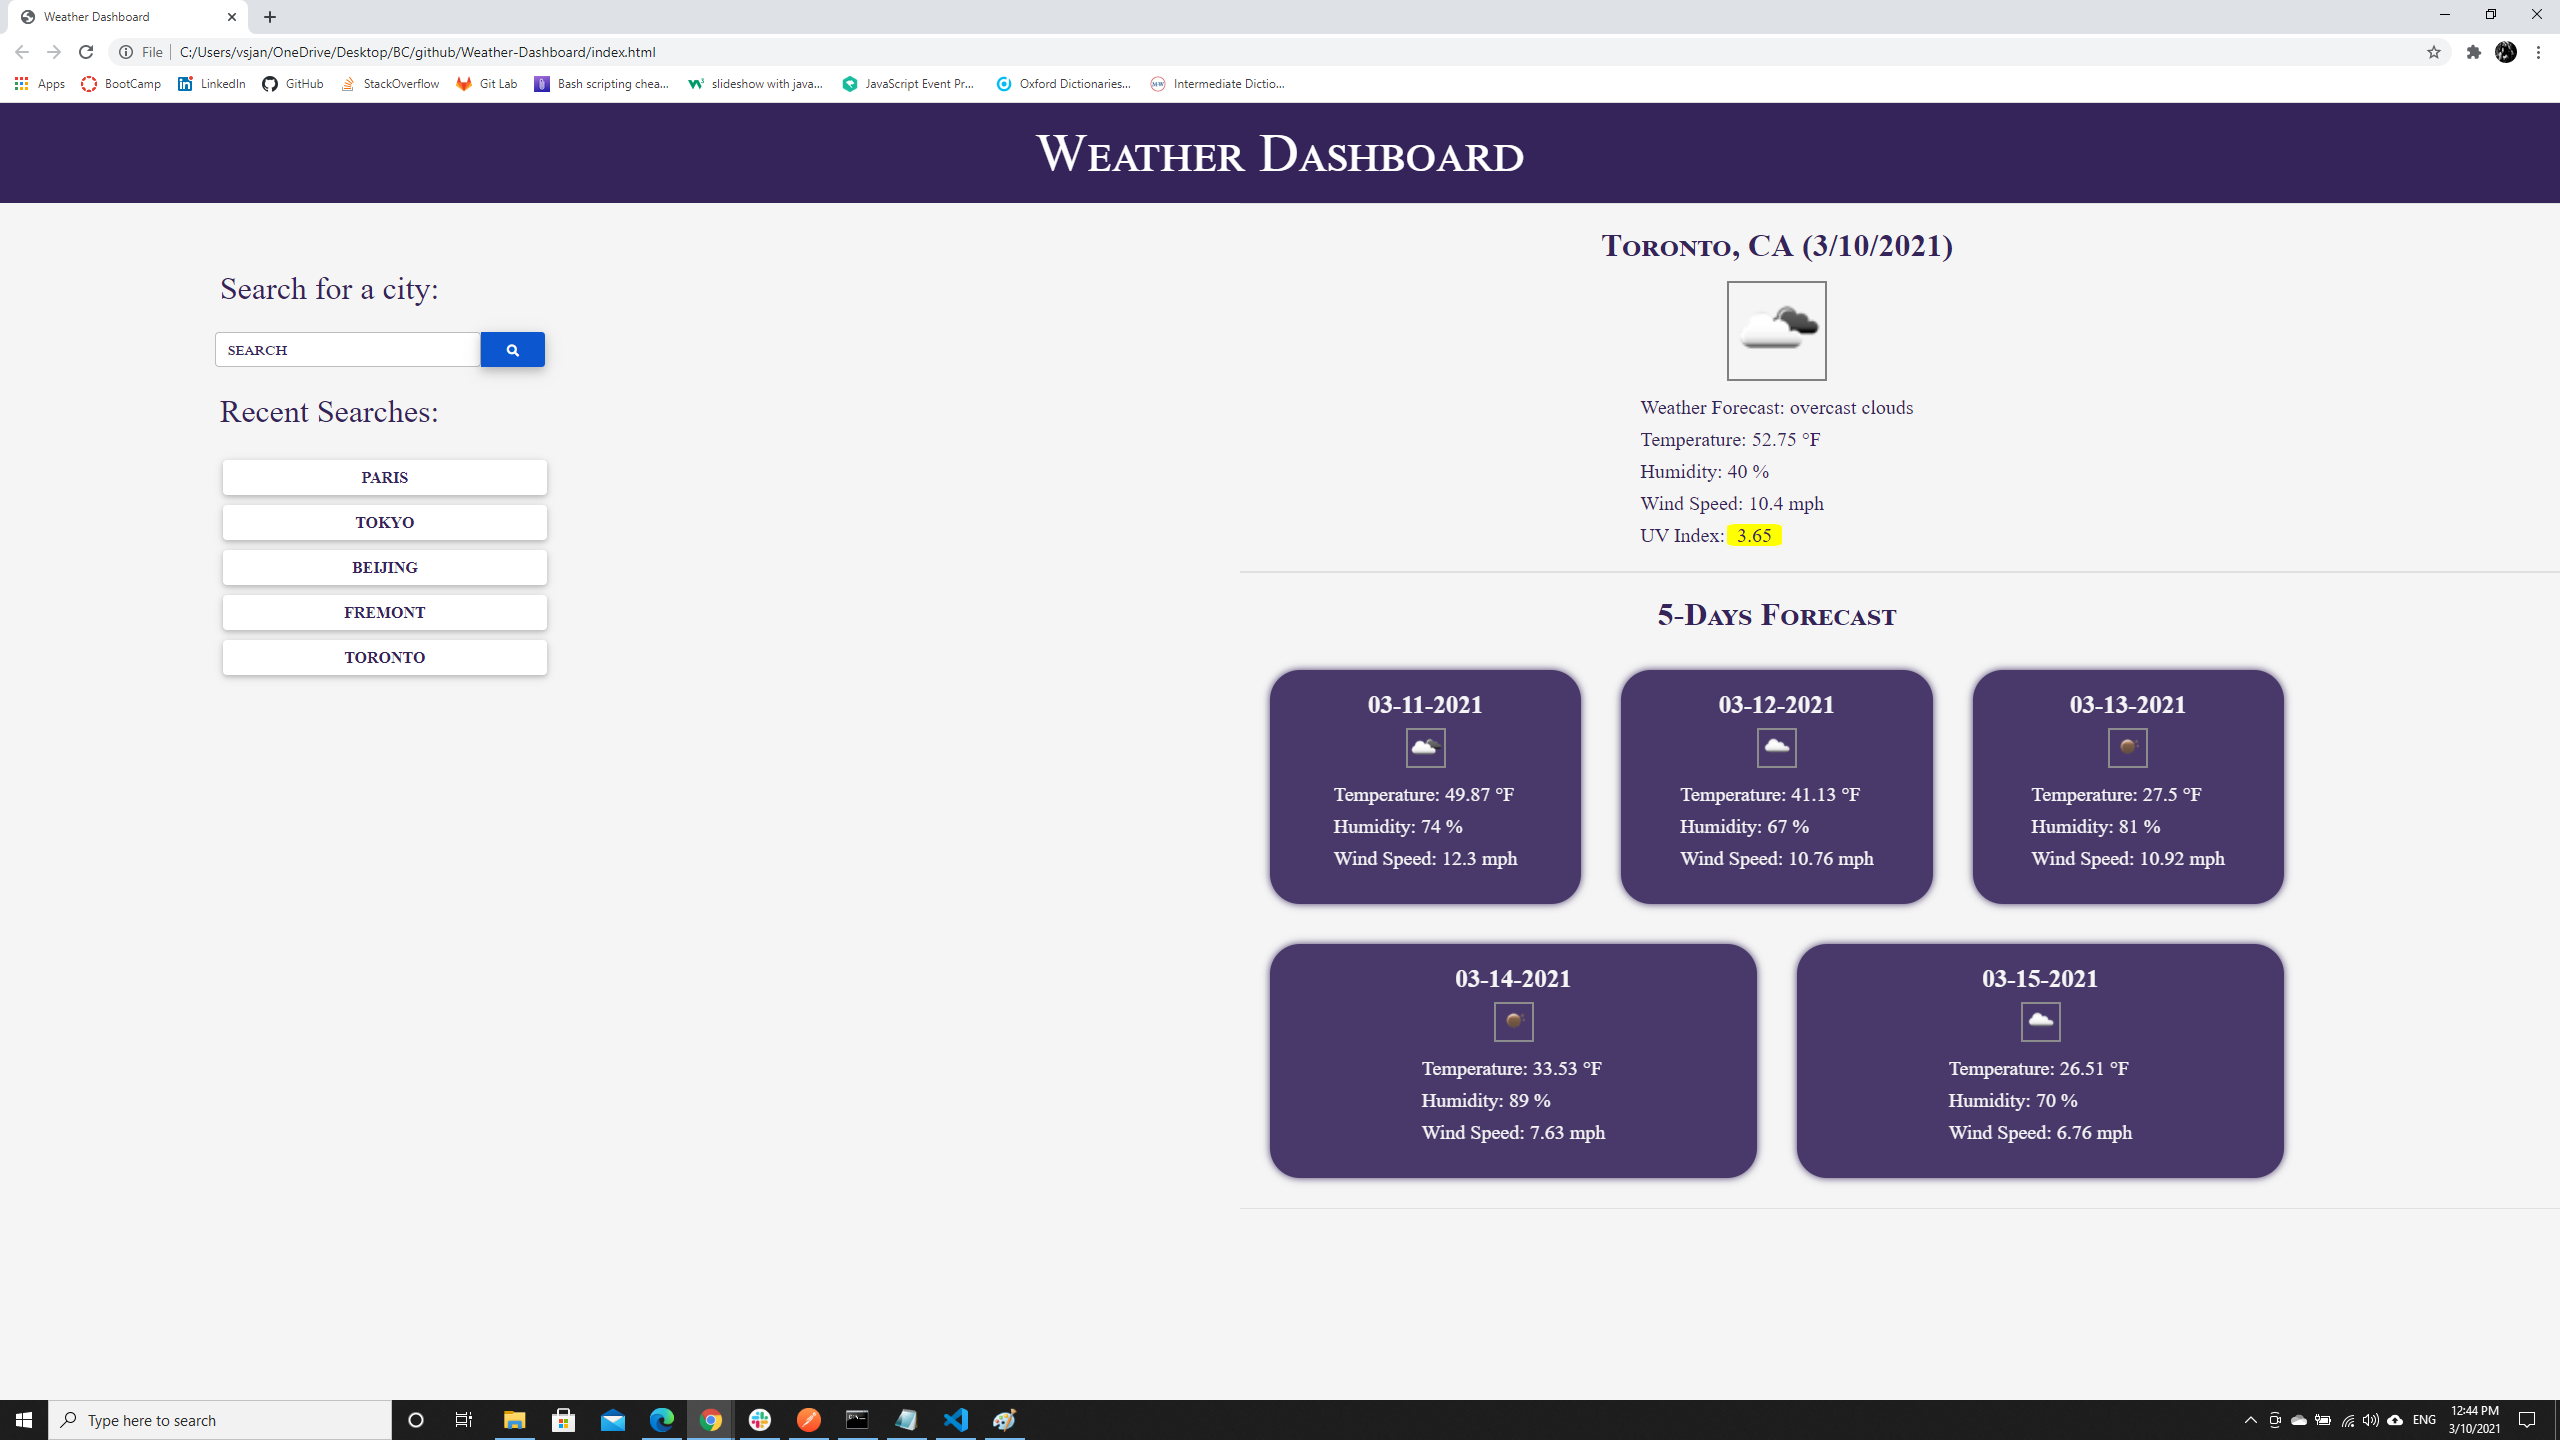 Weather Dashboard
File C:/Users/vsjan/OneDrive/Desktop/BC/github/Weather-Dashboard/index.html
Apps BootCamp LinkedIn GitHub StackOverflow Git Lab Bash scripting chea... slideshow with java... JavaScript Event Pr... Oxford Dictionaries... Intermediate Dictio...
Weather Dashboard
Search for a city:
SEARCH
Recent Searches:
PARIS
TOKYO
BEIJING
FREMONT
TORONTO
Toronto, CA (3/10/2021)
Weather Forecast: overcast clouds
Temperature: 52.75 °F
Humidity: 40 %
Wind Speed: 10.4 mph
UV Index: 3.65
5-Days Forecast
03-11-2021
Temperature: 49.87 °F
Humidity: 74 %
Wind Speed: 12.3 mph
03-12-2021
Temperature: 41.13 °F
Humidity: 67 %
Wind Speed: 10.76 mph
03-13-2021
Temperature: 27.5 °F
Humidity: 81 %
Wind Speed: 10.92 mph
03-14-2021
Temperature: 33.53 °F
Humidity: 89 %
Wind Speed: 7.63 mph
03-15-2021
Temperature: 26.51 °F
Humidity: 70 %
Wind Speed: 6.76 mph
Type here to search
ENG
12:44 PM
3/10/2021